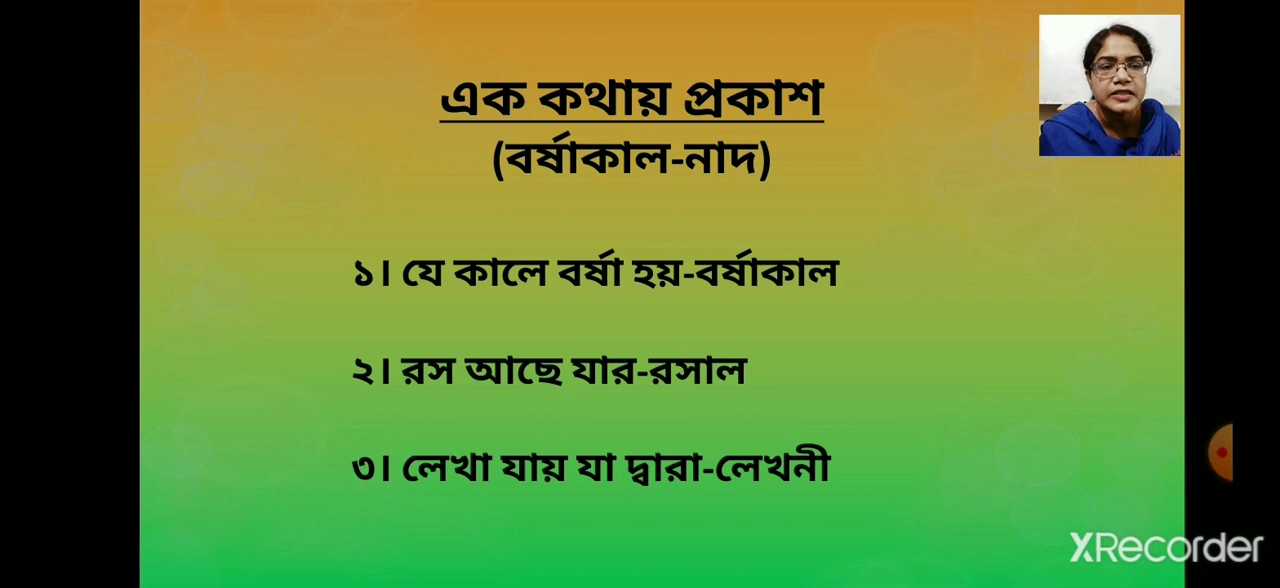 এক কথায় প্রকাশ
(বর্ষাকাল-নাদ)
১। যে কালে বর্ষা হয়-বর্ষাকাল
২। রস আছে যার-রসাল
৩। লেখা যায় যা দ্বারা-লেখনী
XRecorder